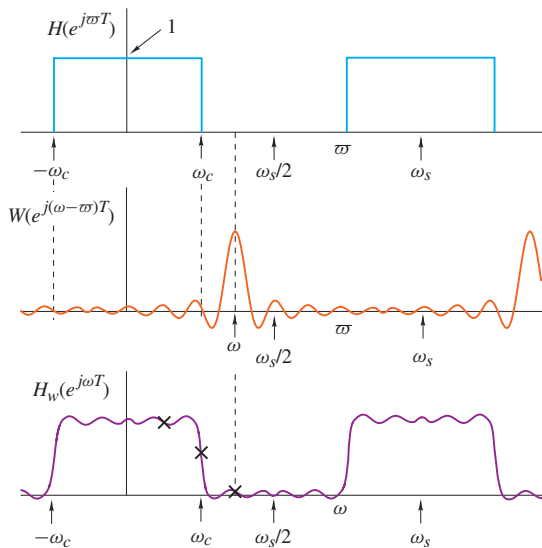 H(e^{jϖT}) 1
−ω_c ω_c ω_s/2 ϖ ω_s
W(e^{j(ω−ϖ)T})
ω ω_s/2 ϖ ω_s
H_w(e^{jωT})
−ω_c ω_c ω_s/2 ω ω_s